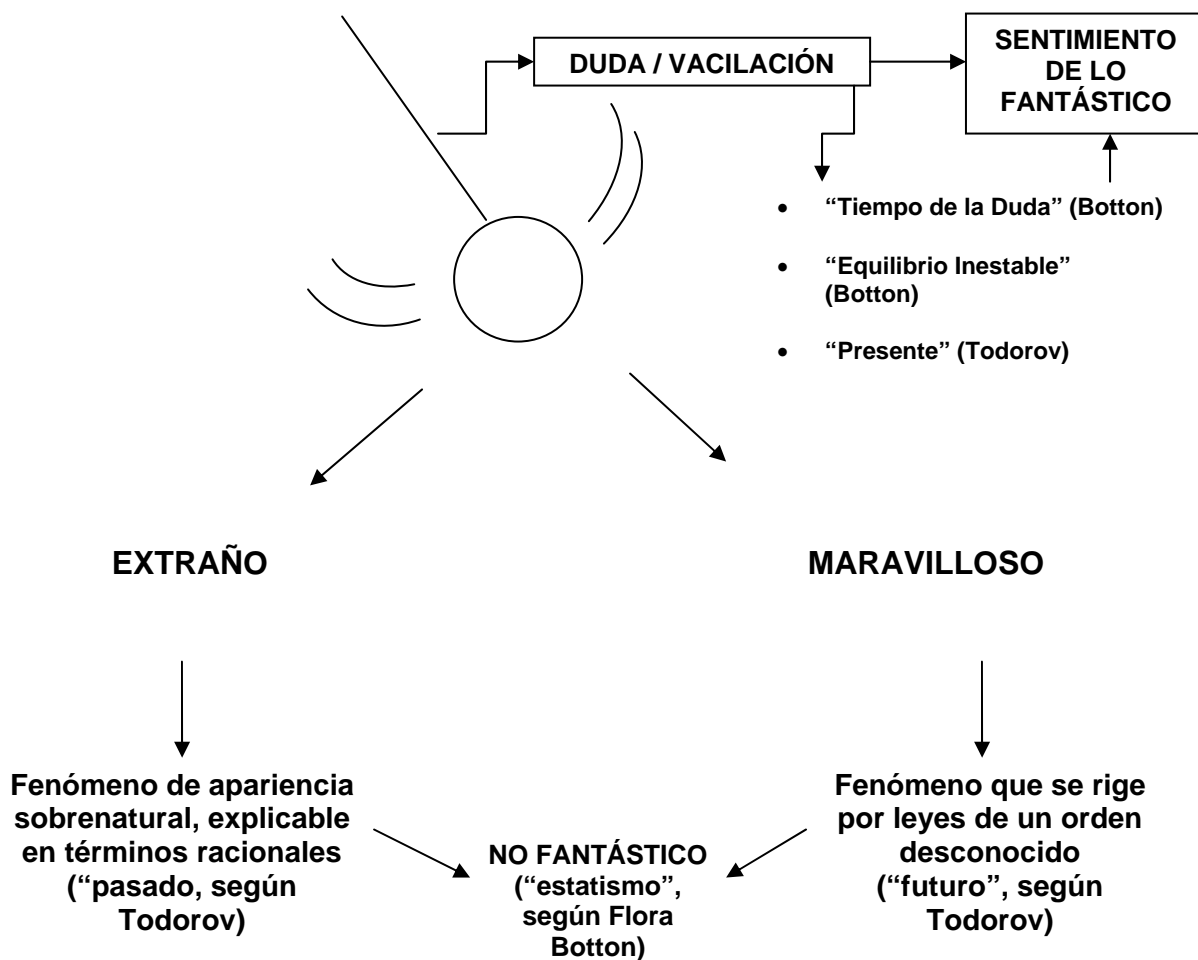 DUDA / VACILACIÓN
SENTIMIENTO
DE LO
FANTÁSTICO
• “Tiempo de la Duda” (Botton)
• “Equilibrio Inestable”
(Botton)
• “Presente” (Todorov)
EXTRAÑO
MARAVILLOSO
Fenómeno de apariencia
sobrenatural, explicable
en términos racionales
(“pasado, según
Todorov)
NO FANTÁSTICO
(“estatismo”,
según Flora
Botton)
Fenómeno que se rige
por leyes de un orden
desconocido
(“futuro”, según
Todorov)